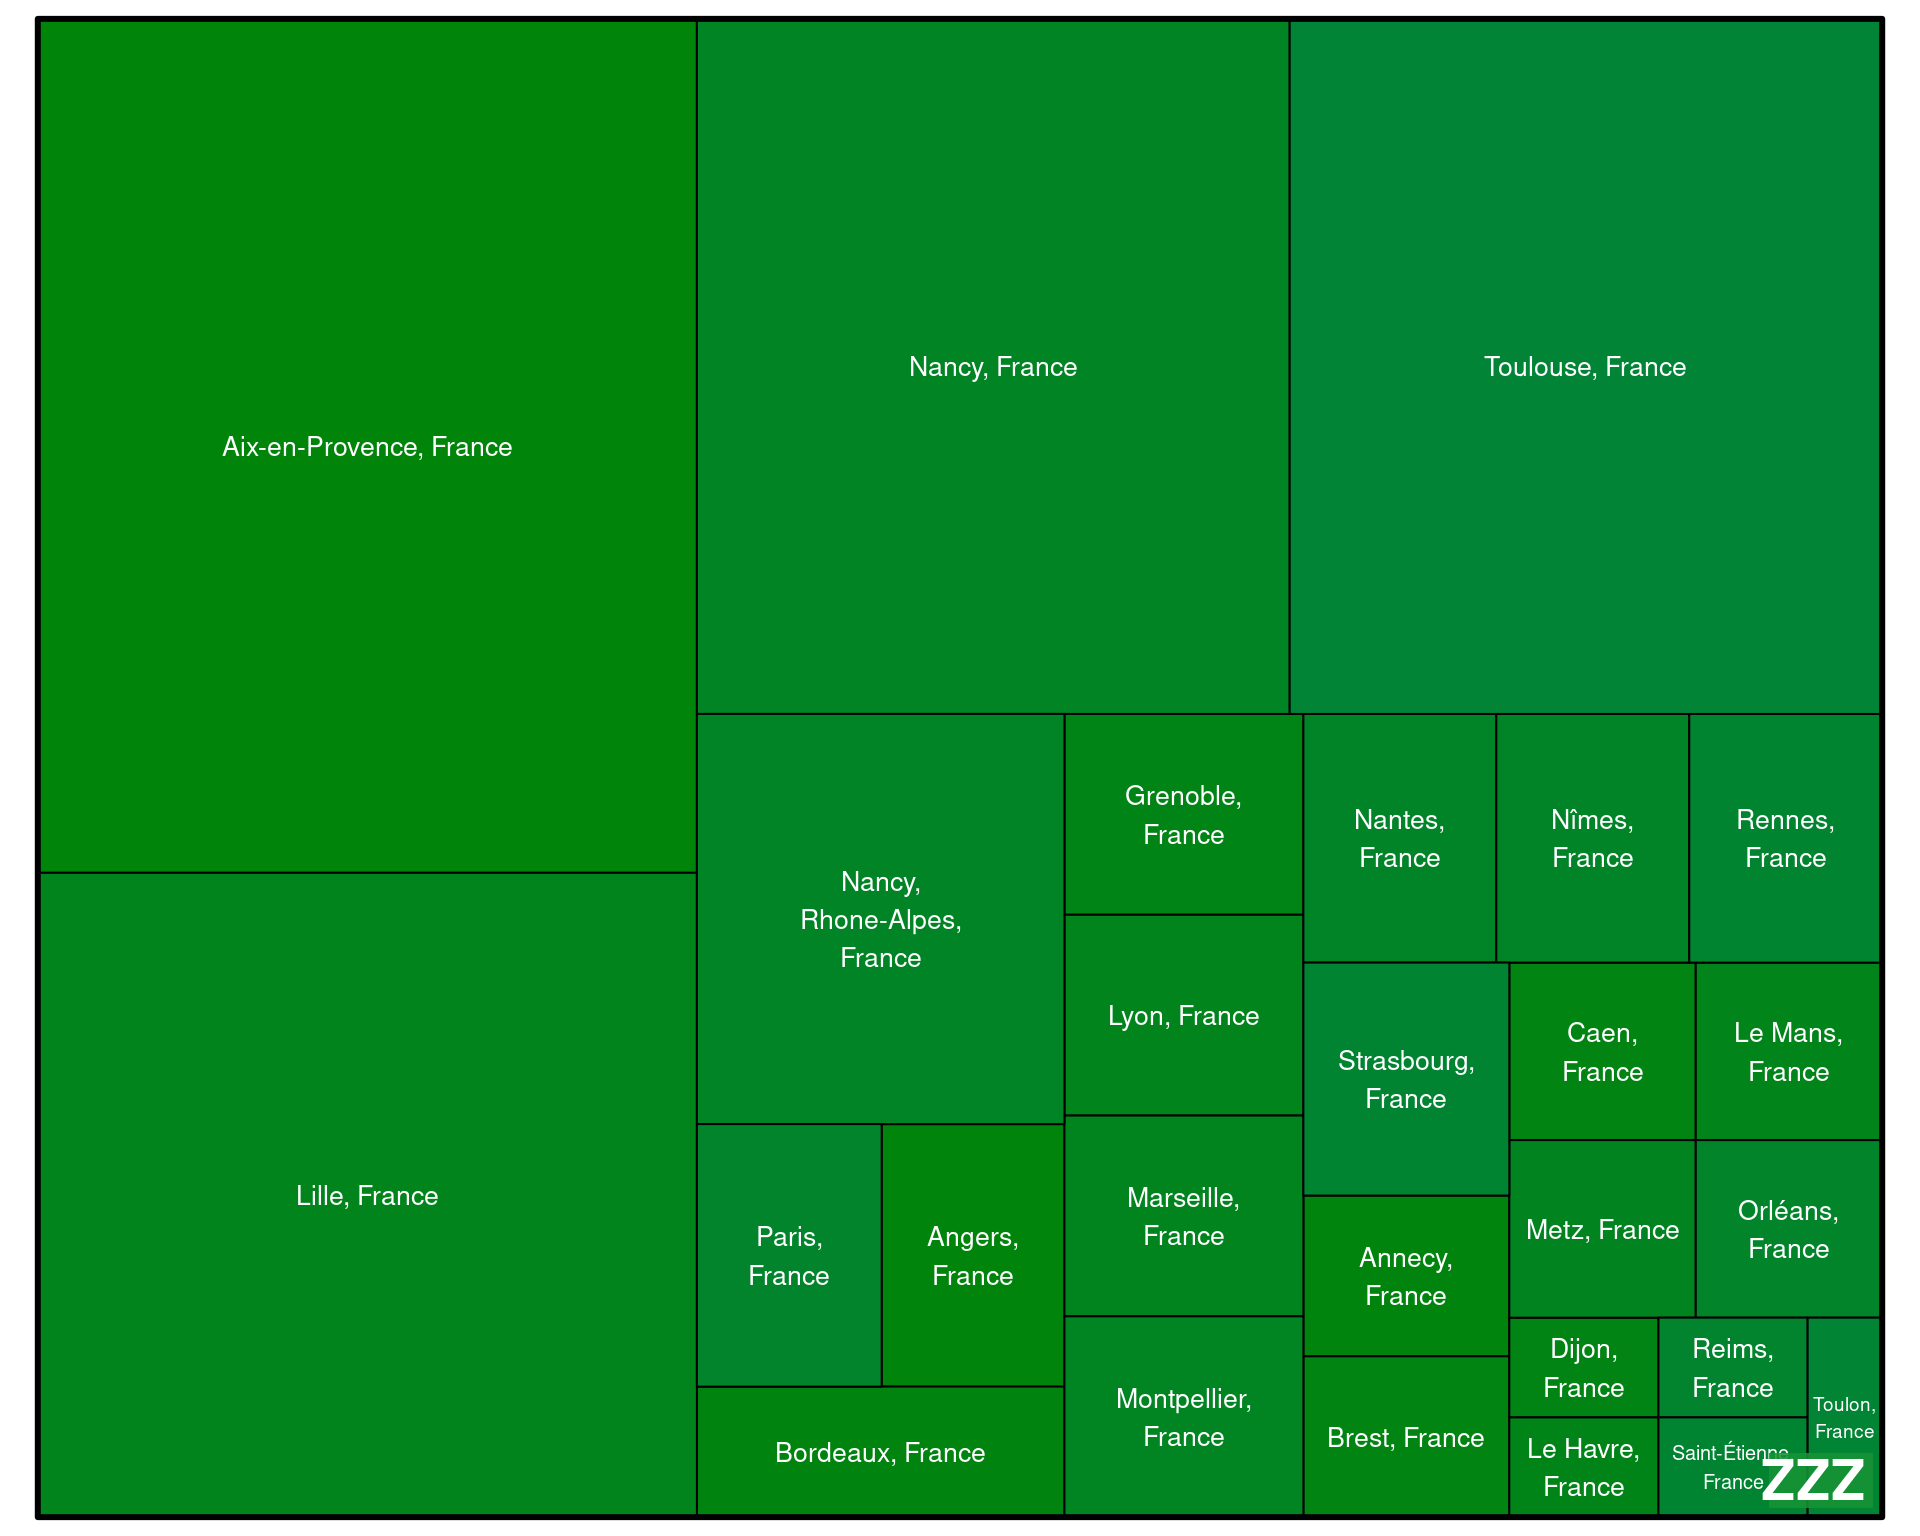 Aix-en-Provence, France
Lille, France
Nancy, France
Toulouse, France
Nancy,
Rhone-Alpes,
France
Paris,
France
Angers,
France
Bordeaux, France
Grenoble,
France
Lyon, France
Marseille,
France
Montpellier,
France
Nantes,
France
Nîmes,
France
Rennes,
France
Strasbourg,
France
Annecy,
France
Brest, France
Caen,
France
Le Mans,
France
Metz, France
Orléans,
France
Dijon,
France
Le Havre,
France
Reims,
France
Saint-Étienne
France
Toulon,
France
ZZZ